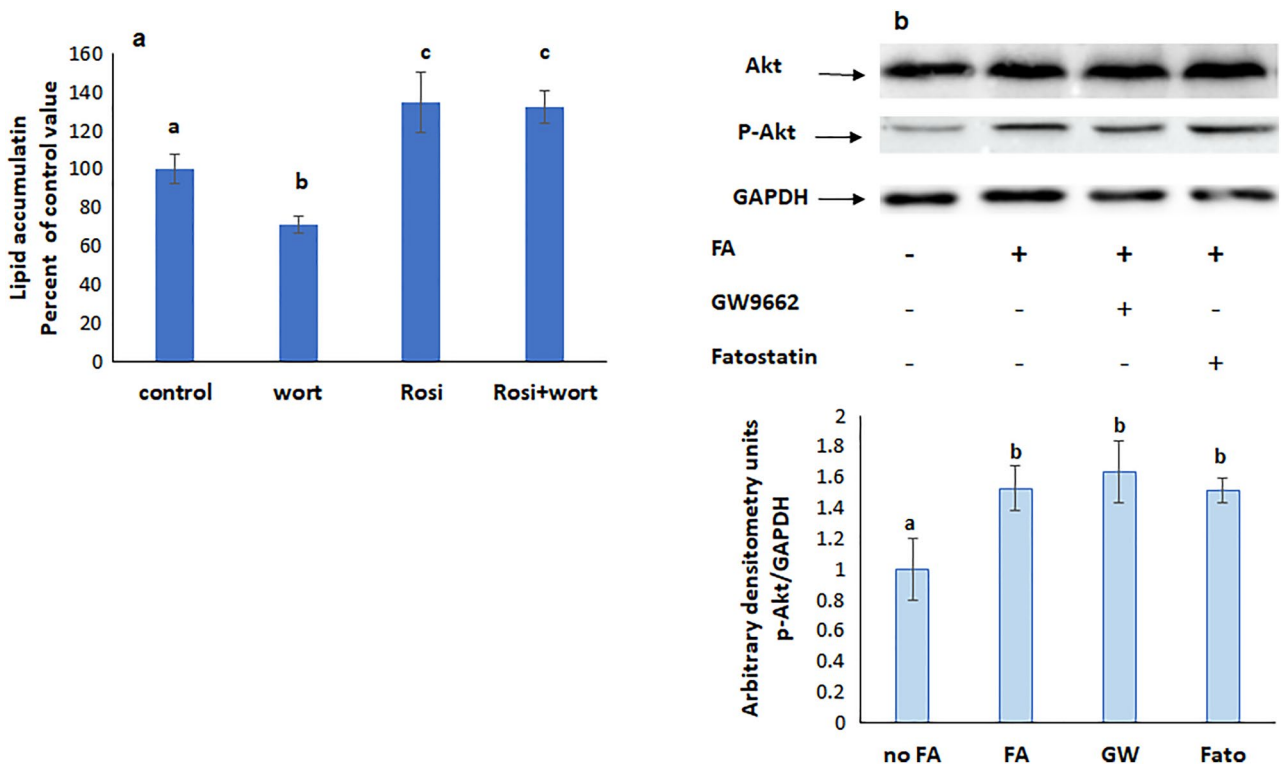 a
Lipid accumulatin
Percent of control value
160
140
120
100
80
60
40
20
0
a
b
c
c
control wort Rosi Rosi+wort
b
Akt
P-Akt
GAPDH
FA - + + +
GW9662 - - + -
Fatostatin - - - +
Arbitrary densitometry units
p-Akt/GAPDH
2
1.8
1.6
1.4
1.2
1
0.8
0.6
0.4
0.2
0
a
b
b
b
no FA FA GW Fato